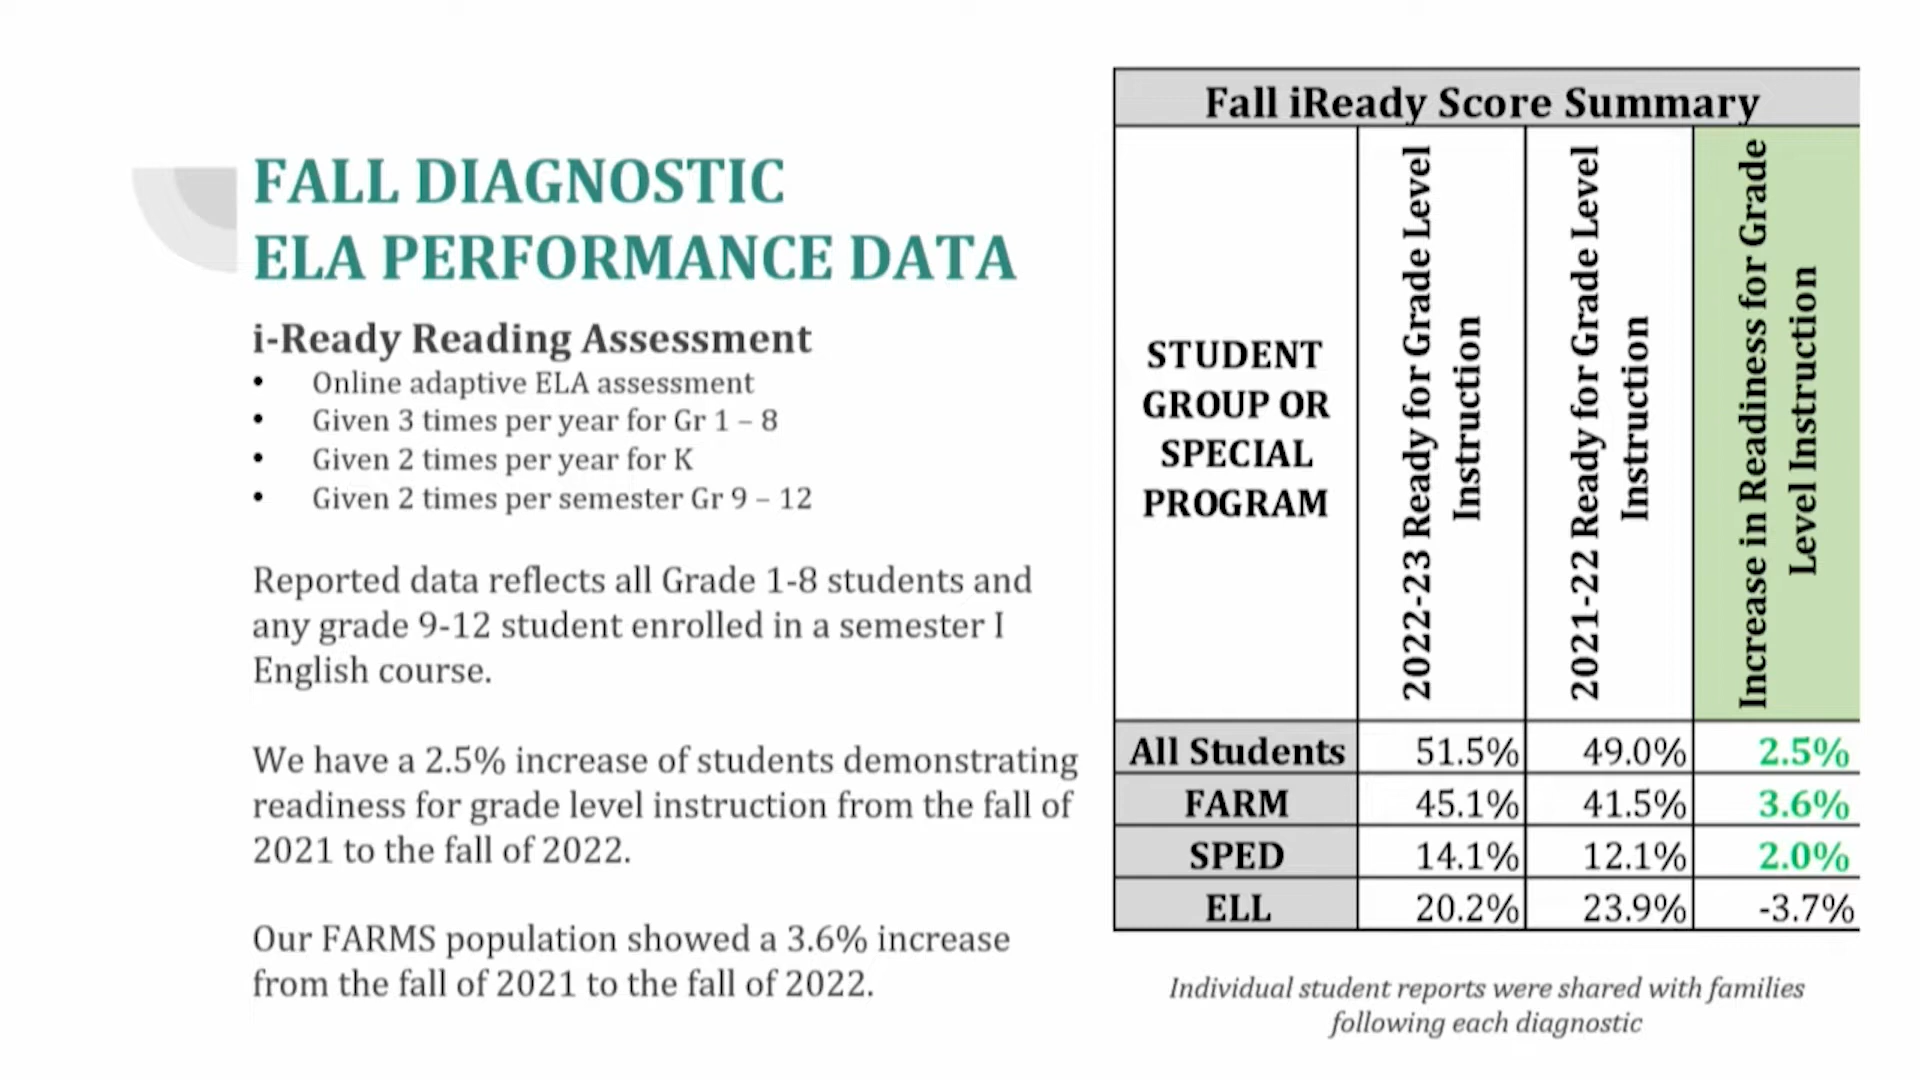 FALL DIAGNOSTIC
ELA PERFORMANCE DATA
i-Ready Reading Assessment
• Online adaptive ELA assessment
• Given 3 times per year for Gr 1 – 8
• Given 2 times per year for K
• Given 2 times per semester Gr 9 – 12
Reported data reflects all Grade 1-8 students and
any grade 9-12 student enrolled in a semester I
English course.
We have a 2.5% increase of students demonstrating
readiness for grade level instruction from the fall of
2021 to the fall of 2022.
Our FARMS population showed a 3.6% increase
from the fall of 2021 to the fall of 2022.
Fall iReady Score Summary
STUDENT
GROUP OR
SPECIAL
PROGRAM
2022-23 Ready for Grade Level
Instruction
2021-22 Ready for Grade Level
Instruction
Increase in Readiness for Grade
Level Instruction
All Students 51.5% 49.0% 2.5%
FARM 45.1% 41.5% 3.6%
SPED 14.1% 12.1% 2.0%
ELL 20.2% 23.9% -3.7%
Individual student reports were shared with families
following each diagnostic